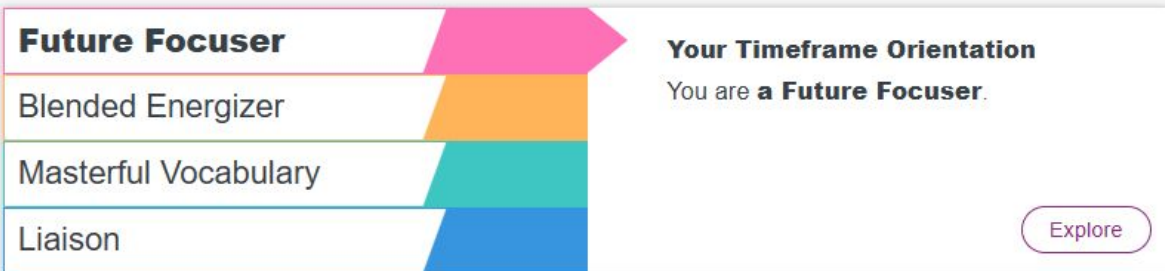 Future Focuser
Blended Energizer
Masterful Vocabulary
Liaison
Your Timeframe Orientation
You are a Future Focuser.
Explore